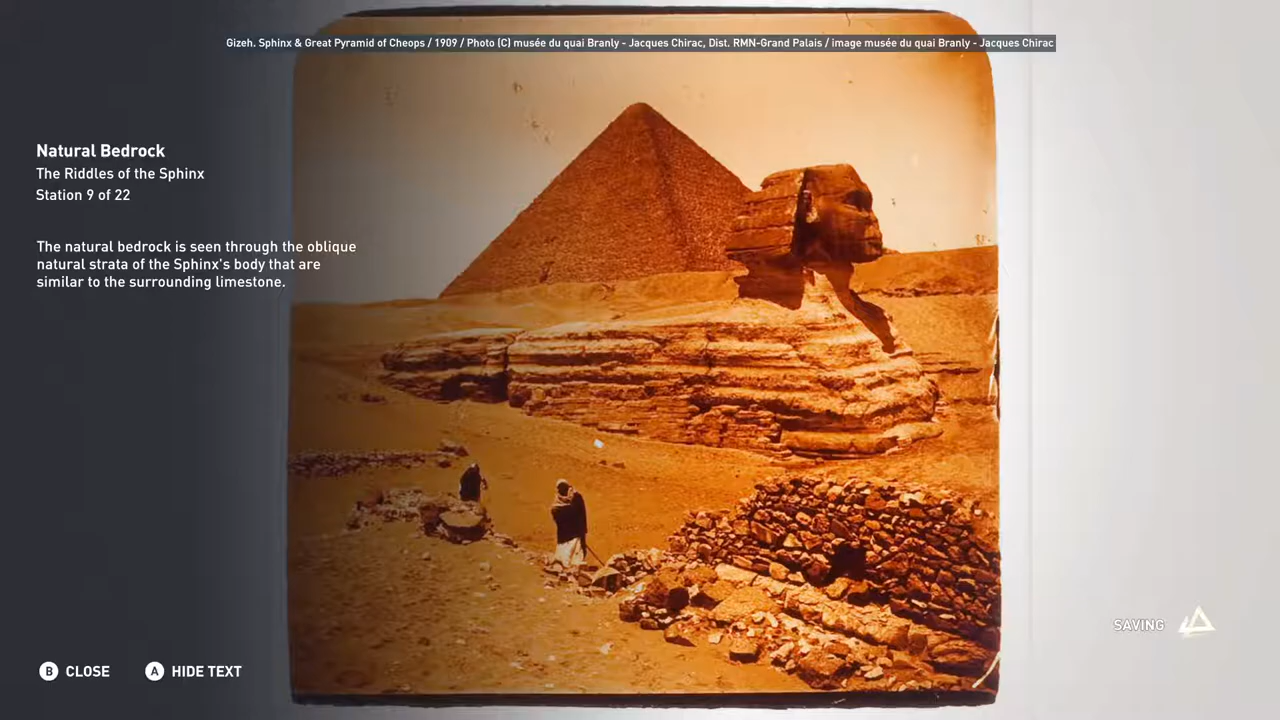 Gizeh. Sphinx & Great Pyramid of Cheops / 1909 / Photo (C) musée du quai Branly - Jacques Chirac, Dist. RMN-Grand Palais / image musée du quai Branly - Jacques Chirac
Natural Bedrock
The Riddles of the Sphinx
Station 9 of 22
The natural bedrock is seen through the oblique
natural strata of the Sphinx's body that are
similar to the surrounding limestone.
SAVING
B CLOSE A HIDE TEXT